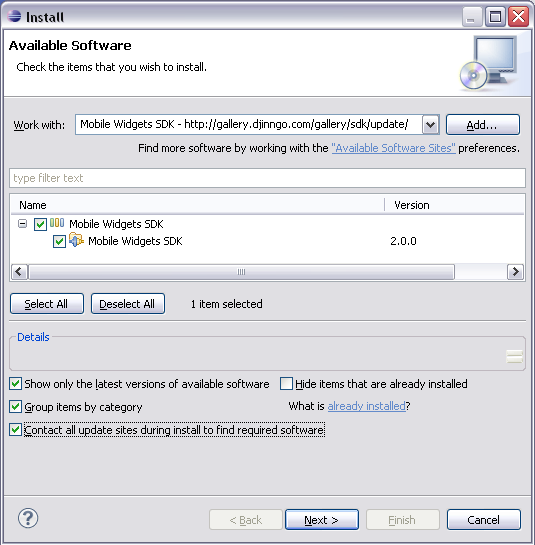 Install
Available Software
Check the items that you wish to install.
Work with: Mobile Widgets SDK - http://gallery.djinngo.com/gallery/sdk/update/ Add...
Find more software by working with the "Available Software Sites" preferences.
type filter text
Name Version
Mobile Widgets SDK
Mobile Widgets SDK 2.0.0
Select All Deselect All 1 item selected
Details
Show only the latest versions of available software Hide items that are already installed
Group items by category What is already installed?
Contact all update sites during install to find required software
? < Back Next > Finish Cancel